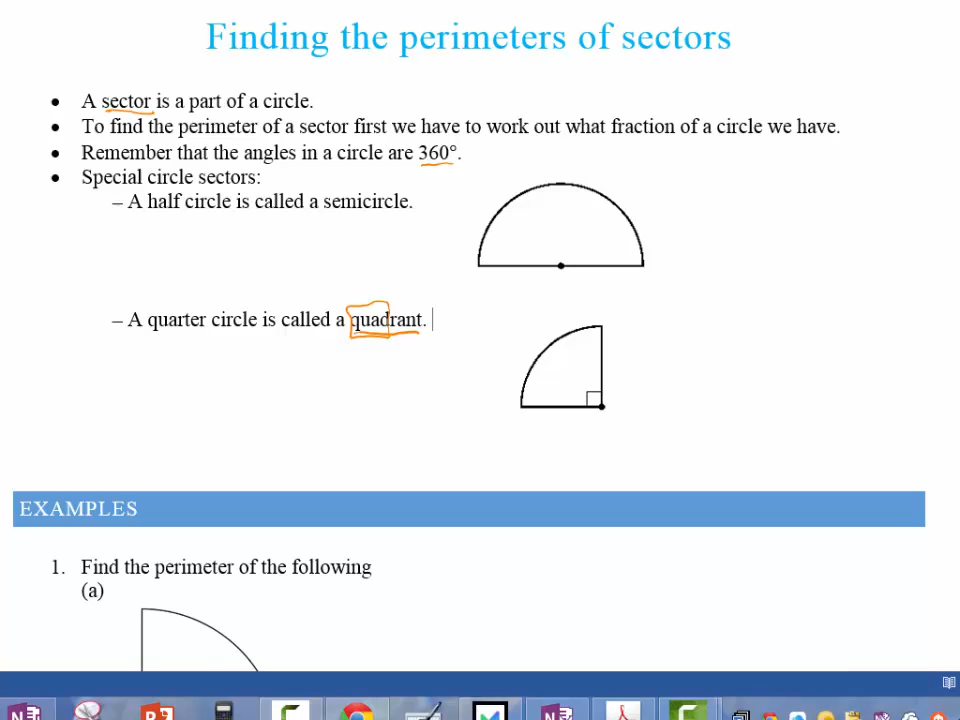 Finding the perimeters of sectors
• A sector is a part of a circle.
• To find the perimeter of a sector first we have to work out what fraction of a circle we have.
• Remember that the angles in a circle are 360°.
• Special circle sectors:
– A half circle is called a semicircle.
– A quarter circle is called a quadrant.
EXAMPLES
1. Find the perimeter of the following
(a)